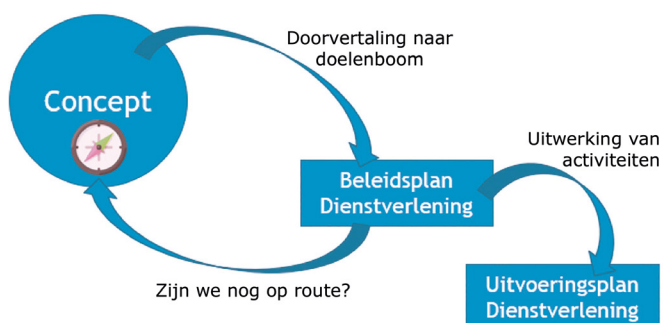 Doorvertaling naar
doelenboom
Concept
Uitwerking van
activiteiten
Beleidsplan
Dienstverlening
Zijn we nog op route?
Uitvoeringsplan
Dienstverlening